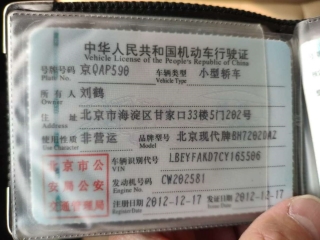 中华人民共和国机动车行驶证
Vehicle License of the People's Republic of China
号牌号码 京QAP590 车辆类型 小型轿车
Plate No. Vehicle Type
所有人 刘鹤
Owner
住址 北京市海淀区甘家口33楼5门202号
Address
使用性质 非营运 品牌型号 北京现代牌BH7202AZ
Use Character Model
北京市公安局公安交通管理局
车辆识别代号 LBEYFAKD7CY165506
VIN
发动机号码 CW202581
Engine No.
注册日期 2012-12-17 发证日期 2012-12-17
Register Date Issue Date